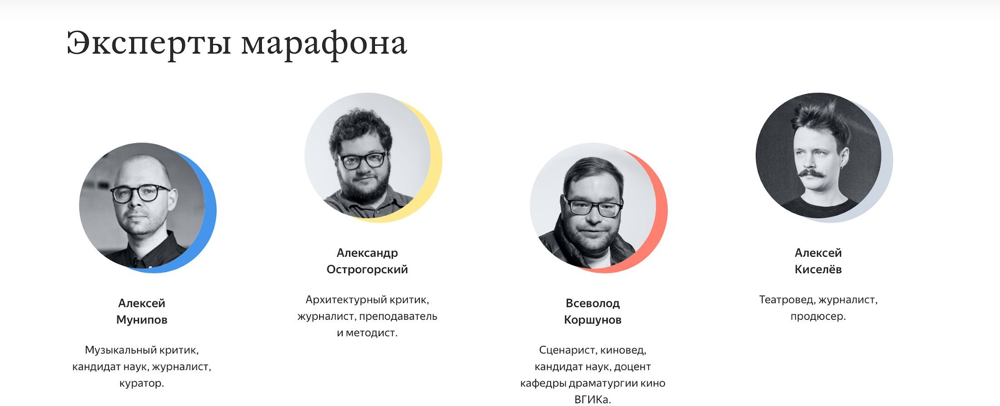 Эксперты марафона
Алексей
Мунипов
Музыкальный критик,
кандидат наук, журналист,
куратор.
Александр
Острогорский
Архитектурный критик,
журналист, преподаватель
и методист.
Всеволод
Коршунов
Сценарист, киновед,
кандидат наук, доцент
кафедры драматургии кино
ВГИКа.
Алексей
Киселёв
Театровед, журналист,
продюсер.